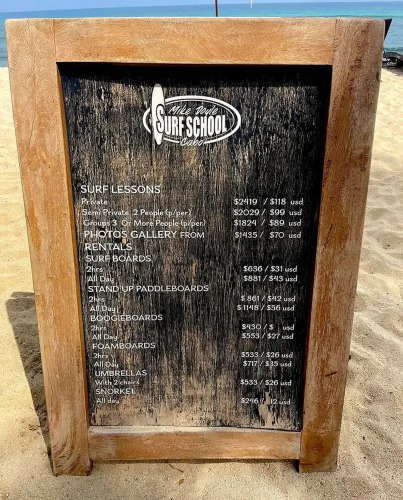 Mike Doyle
SURF SCHOOL
Cabo
SURF LESSONS
Private $2419 / $118 usd
Semi Private 2 People (p/per) $2029 / $99 usd
Groups 3 Or More People (p/per) $1824 / $89 usd
PHOTOS GALLERY FROM $1435 / $70 usd
RENTALS
SURF BOARDS
2hrs $636 / $31 usd
All Day $881 / $43 usd
STAND UP PADDLEBOARDS
2hrs $861 / $42 usd
All Day $1148 / $56 usd
BOOGIEBOARDS
2hrs $430 / $ usd
All Day $553 / $27 usd
FOAMBOARDS
2hrs $533 / $26 usd
All Day $717 / $35 usd
UMBRELLAS
With 2 chairs $533 / $26 usd
SNORKEL
All day $246 / 12 usd